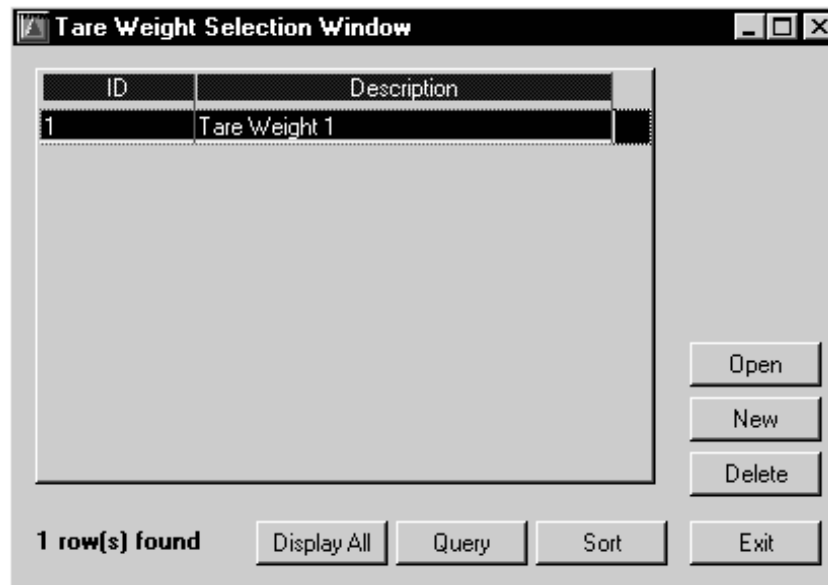 Tare Weight Selection Window
ID Description
1 Tare Weight 1
Open
New
Delete
1 row(s) found Display All Query Sort Exit